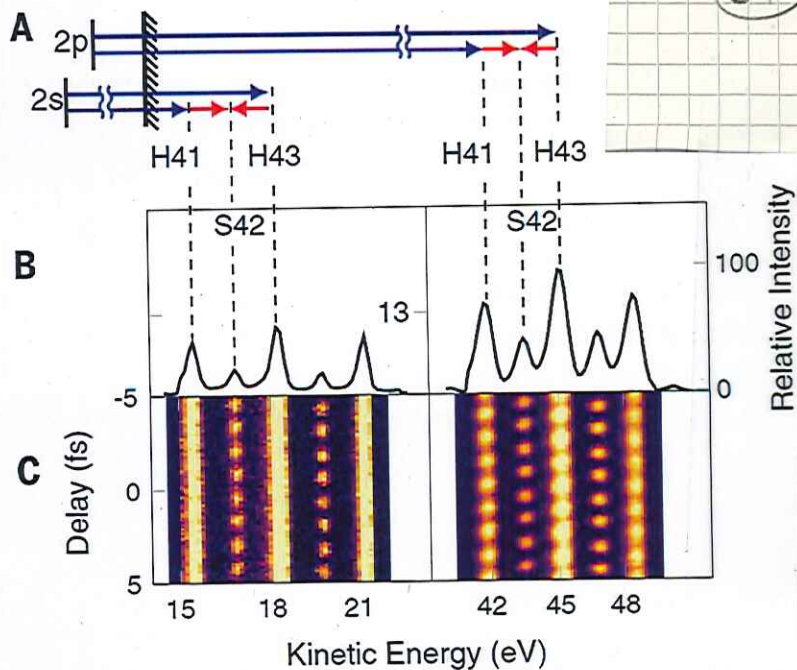 A
2p
2s
H41 H43 H41 H43
S42 S42
B
13
100
0
Relative Intensity
C
Delay (fs)
-5
0
5
15 18 21 42 45 48
Kinetic Energy (eV)